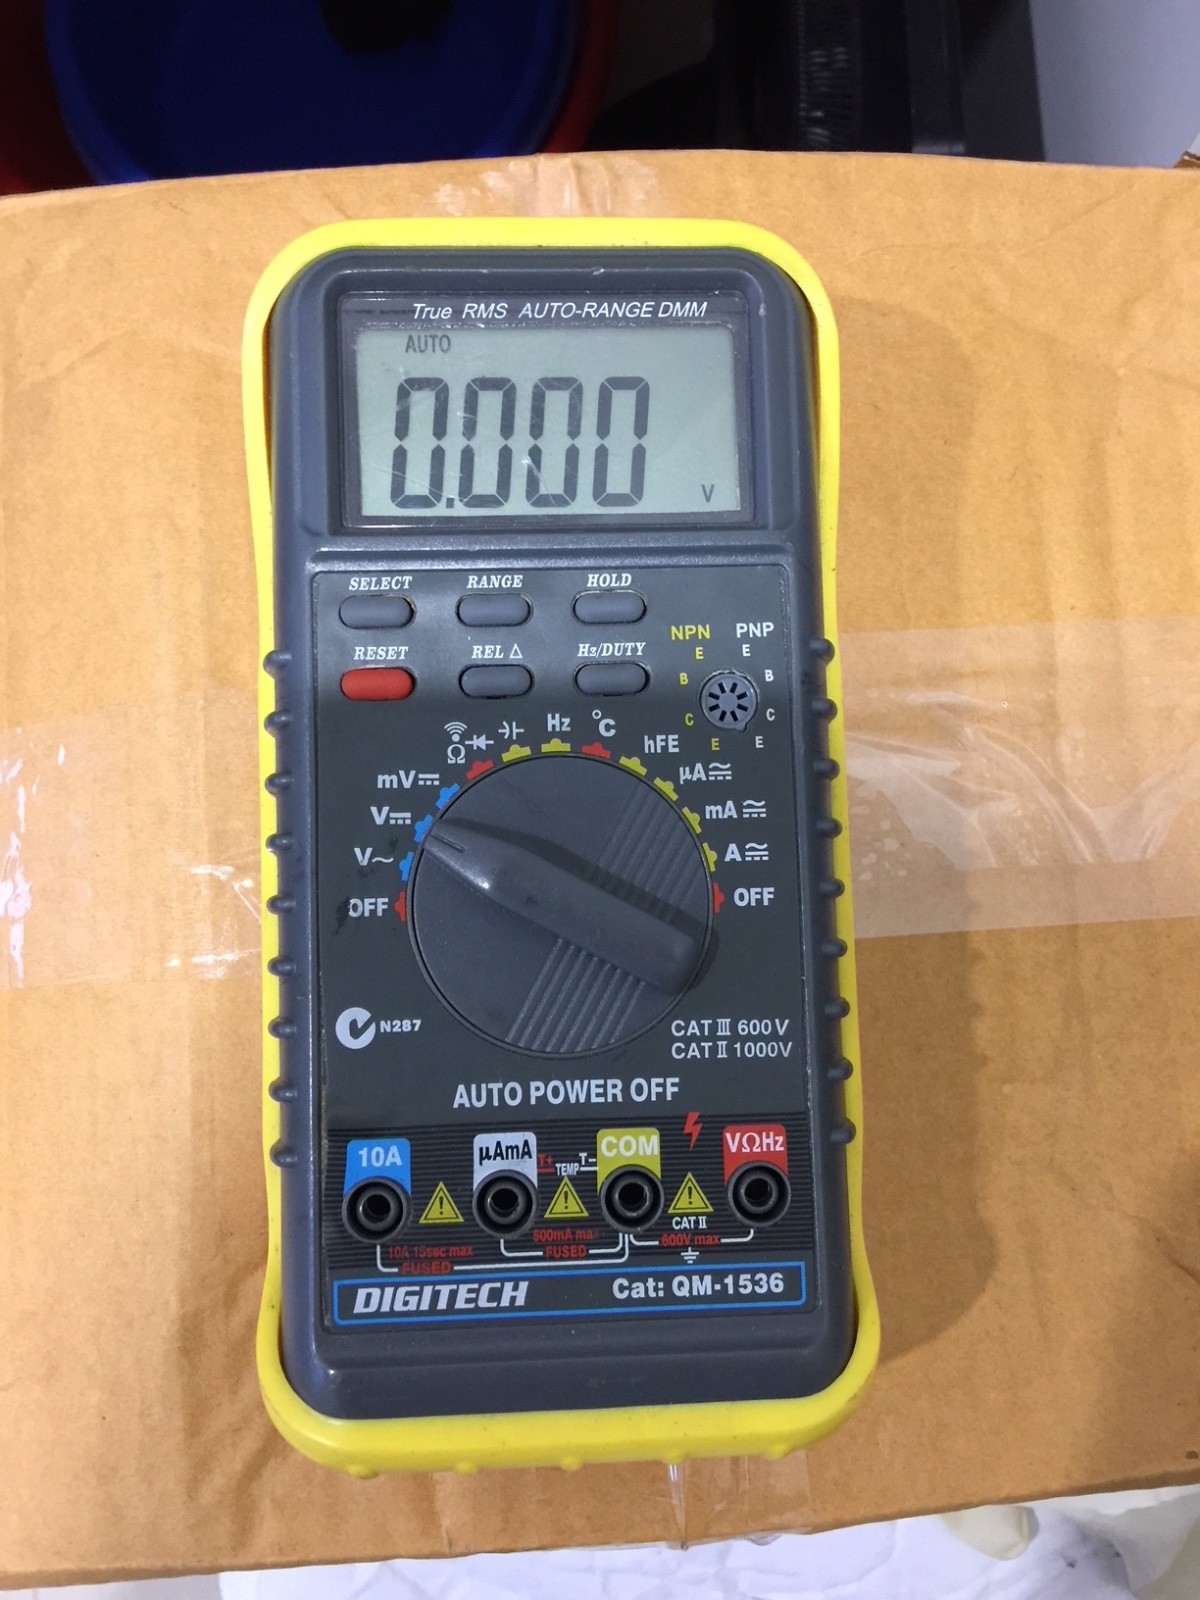 True RMS AUTO-RANGE DMM
AUTO
0.000
V
SELECT RANGE HOLD
RESET REL Δ Hz/DUTY
NPN PNP
E E
B B
C C
E E
Ω Hz °C hFE
mV⎓ µA
V⎓ mA
V~ A
OFF OFF
N287
CAT III 600V
CAT II 1000V
AUTO POWER OFF
10A µAmA COM VΩHz
T+ TEMP T−
CAT II
10A 15sec max 500mA max 600V max
FUSED FUSED
DIGITECH Cat: QM-1536